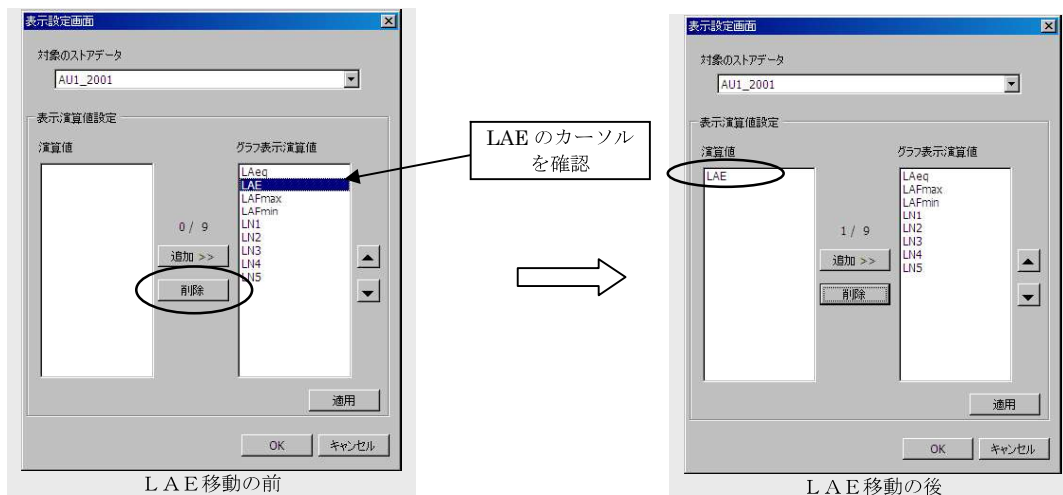 表示設定画面
対象のストアデータ
AU1_2001
表示演算値設定
演算値
グラフ表示演算値
LAeq
LAE
LAFmax
LAFmin
LN1
LN2
LN3
LN4
LN5
0 / 9
追加 >>
削除
適用
OK
キャンセル
LAE移動の前
LAE のカーソル
を確認
表示設定画面
対象のストアデータ
AU1_2001
表示演算値設定
演算値
グラフ表示演算値
LAE
LAeq
LAFmax
LAFmin
LN1
LN2
LN3
LN4
LN5
1 / 9
追加 >>
削除
適用
OK
キャンセル
LAE移動の後